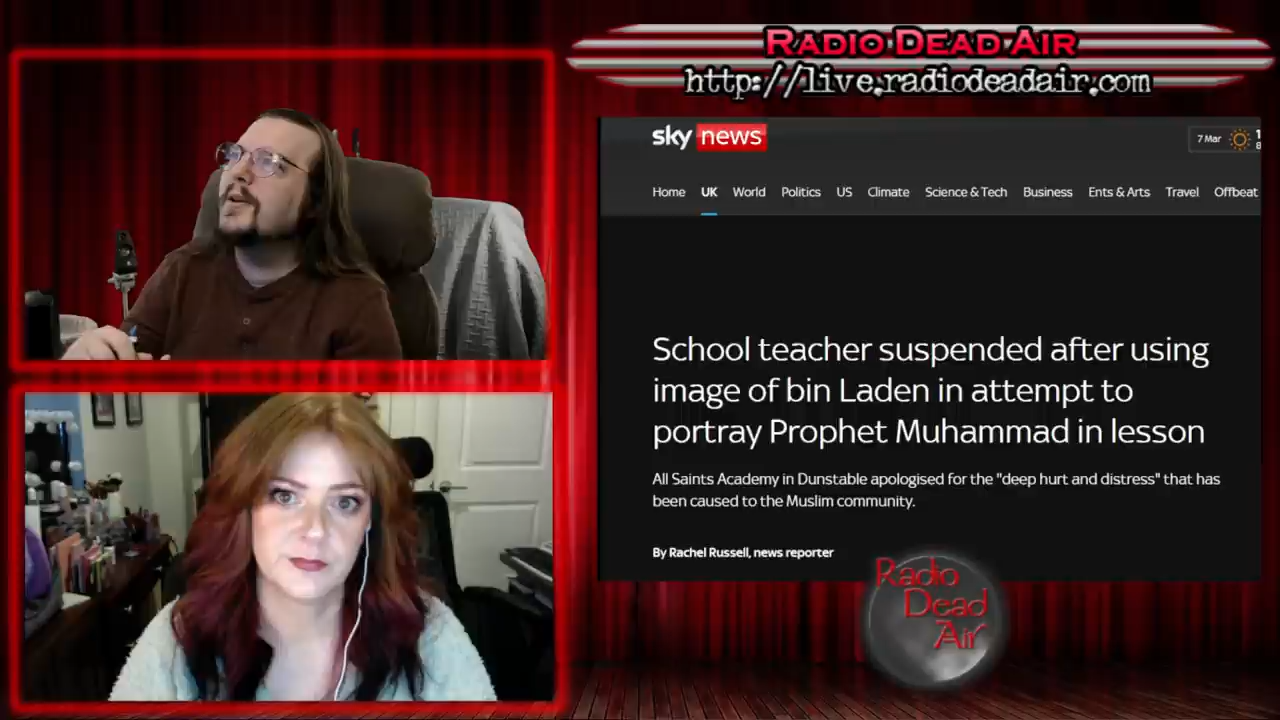 RADIO DEAD AIR
http://live.radiodeadair.com
sky news
7 Mar
Home UK World Politics US Climate Science & Tech Business Ents & Arts Travel Offbeat
School teacher suspended after using
image of bin Laden in attempt to
portray Prophet Muhammad in lesson
All Saints Academy in Dunstable apologised for the "deep hurt and distress" that has
been caused to the Muslim community.
By Rachel Russell, news reporter
Radio
Dead
Air